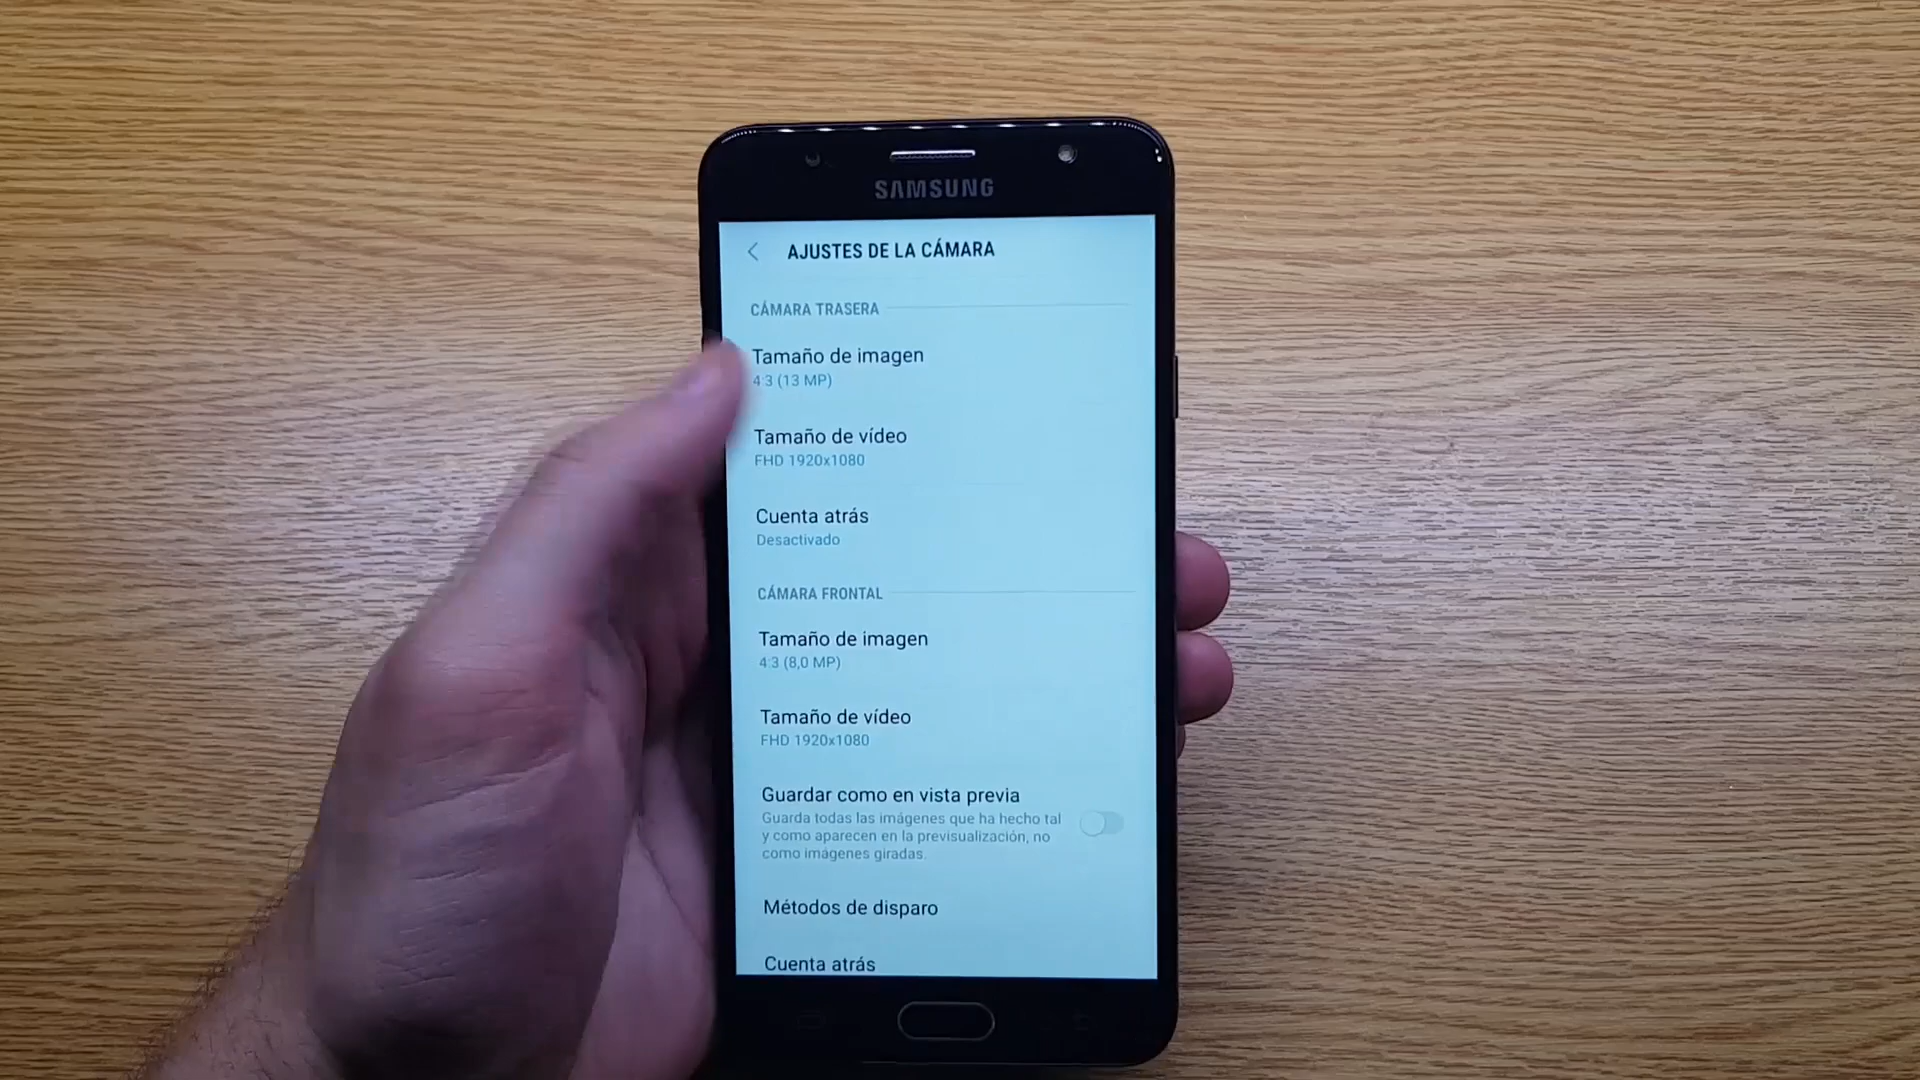 SAMSUNG
AJUSTES DE LA CÁMARA
CÁMARA TRASERA
Tamaño de imagen
4:3 (13 MP)
Tamaño de vídeo
FHD 1920x1080
Cuenta atrás
Desactivado
CÁMARA FRONTAL
Tamaño de imagen
4:3 (8,0 MP)
Tamaño de vídeo
FHD 1920x1080
Guardar como en vista previa
Guarda todas las imágenes que ha hecho tal
y como aparecen en la previsualización, no
como imágenes giradas.
Métodos de disparo
Cuenta atrás